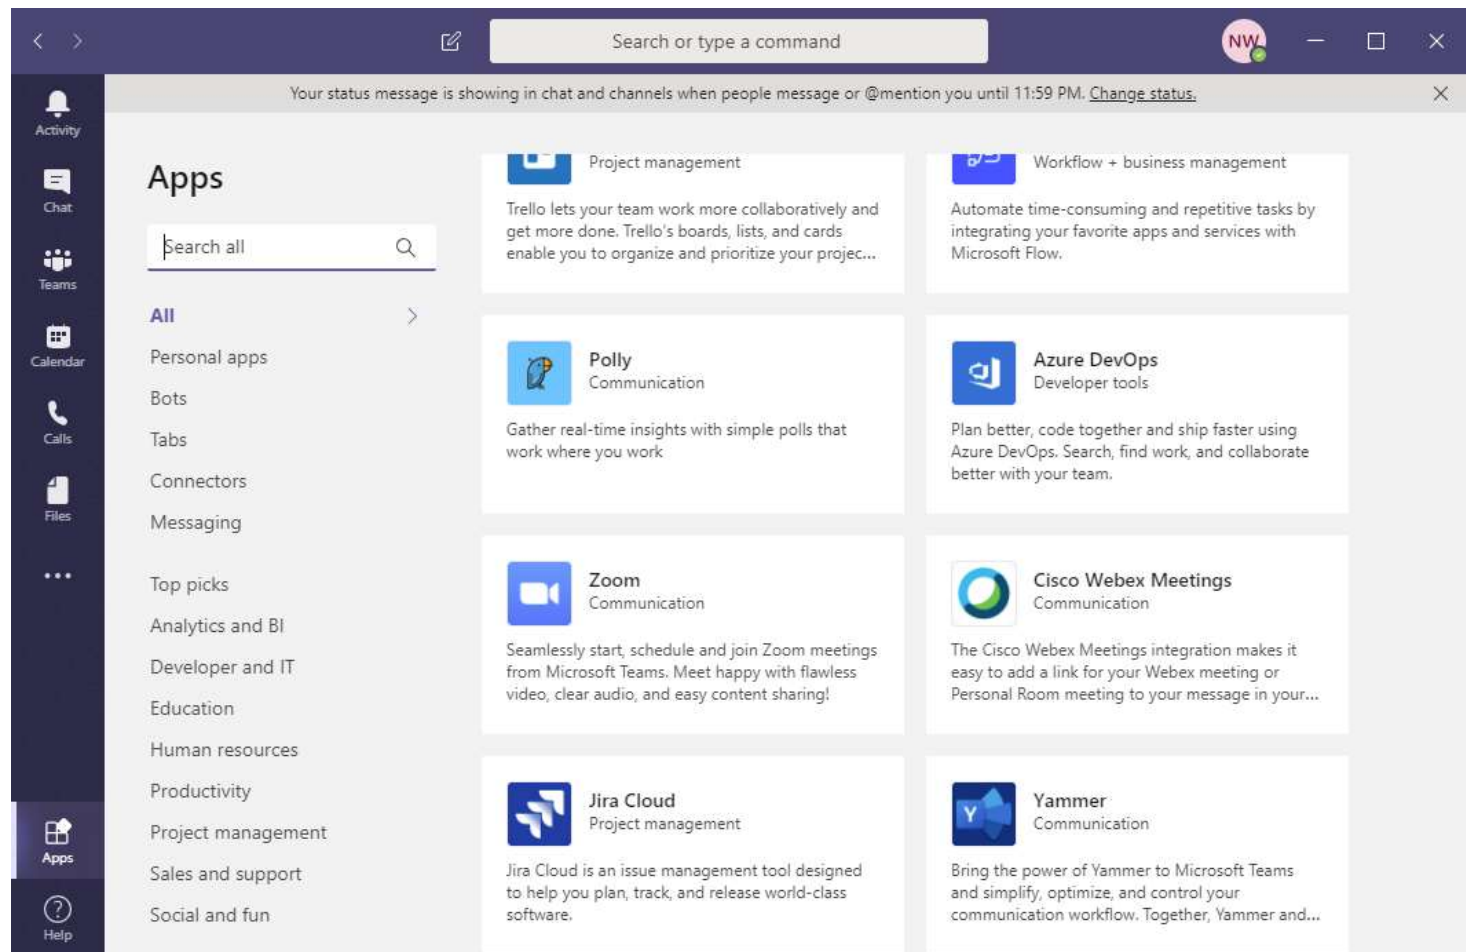 Search or type a command
NW
Your status message is showing in chat and channels when people message or @mention you until 11:59 PM. Change status.
Activity
Chat
Teams
Calendar
Calls
Files
Apps
Help
Apps
Search all
All
Personal apps
Bots
Tabs
Connectors
Messaging
Top picks
Analytics and BI
Developer and IT
Education
Human resources
Productivity
Project management
Sales and support
Social and fun
Project management
Trello lets your team work more collaboratively and
get more done. Trello's boards, lists, and cards
enable you to organize and prioritize your projec...
Workflow + business management
Automate time-consuming and repetitive tasks by
integrating your favorite apps and services with
Microsoft Flow.
Polly
Communication
Gather real-time insights with simple polls that
work where you work
Azure DevOps
Developer tools
Plan better, code together and ship faster using
Azure DevOps. Search, find work, and collaborate
better with your team.
Zoom
Communication
Seamlessly start, schedule and join Zoom meetings
from Microsoft Teams. Meet happy with flawless
video, clear audio, and easy content sharing!
Cisco Webex Meetings
Communication
The Cisco Webex Meetings integration makes it
easy to add a link for your Webex meeting or
Personal Room meeting to your message in your...
Jira Cloud
Project management
Jira Cloud is an issue management tool designed
to help you plan, track, and release world-class
software.
Y
Yammer
Communication
Bring the power of Yammer to Microsoft Teams
and simplify, optimize, and control your
communication workflow. Together, Yammer and...